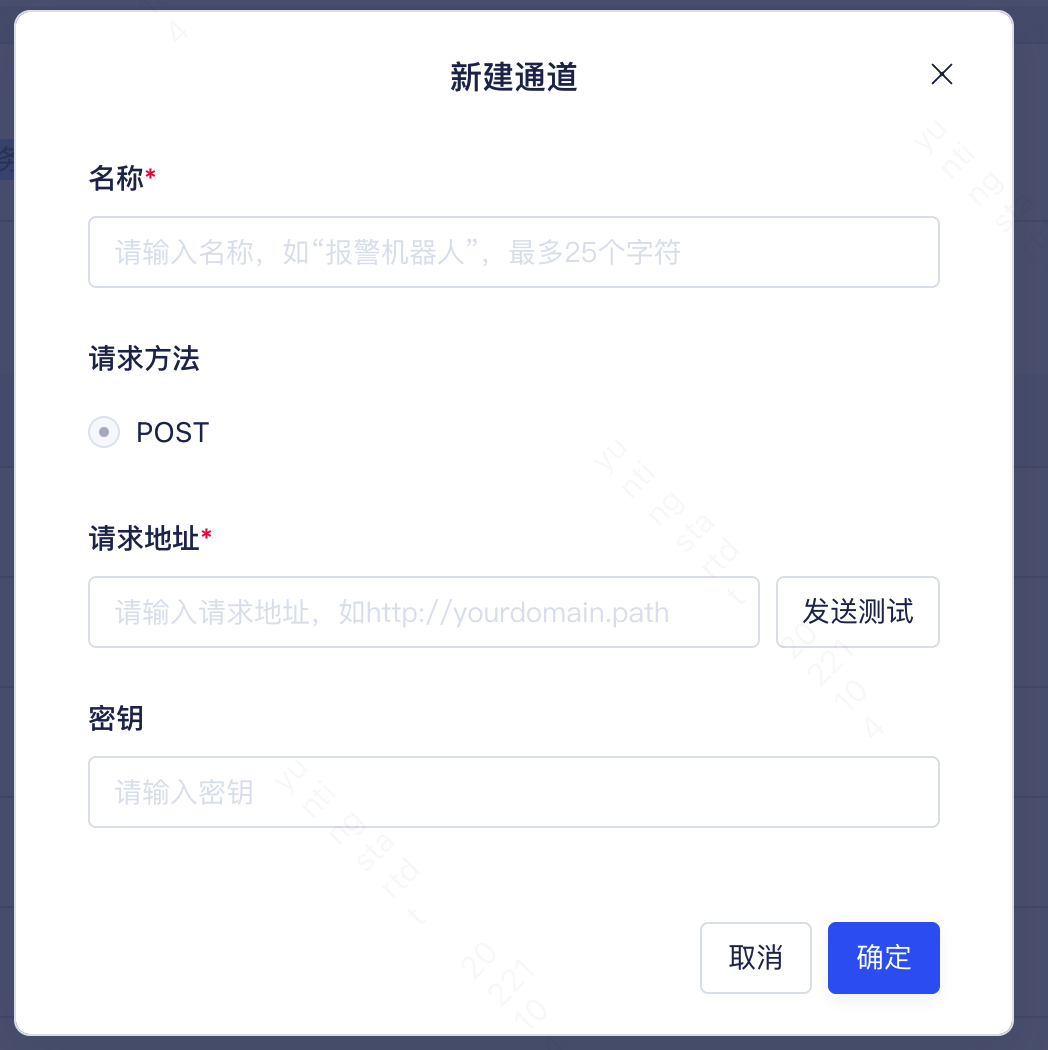 新建通道
名称*
请输入名称，如“报警机器人”，最多25个字符
请求方法
POST
请求地址*
请输入请求地址，如http://yourdomain.path
发送测试
密钥
请输入密钥
取消
确定